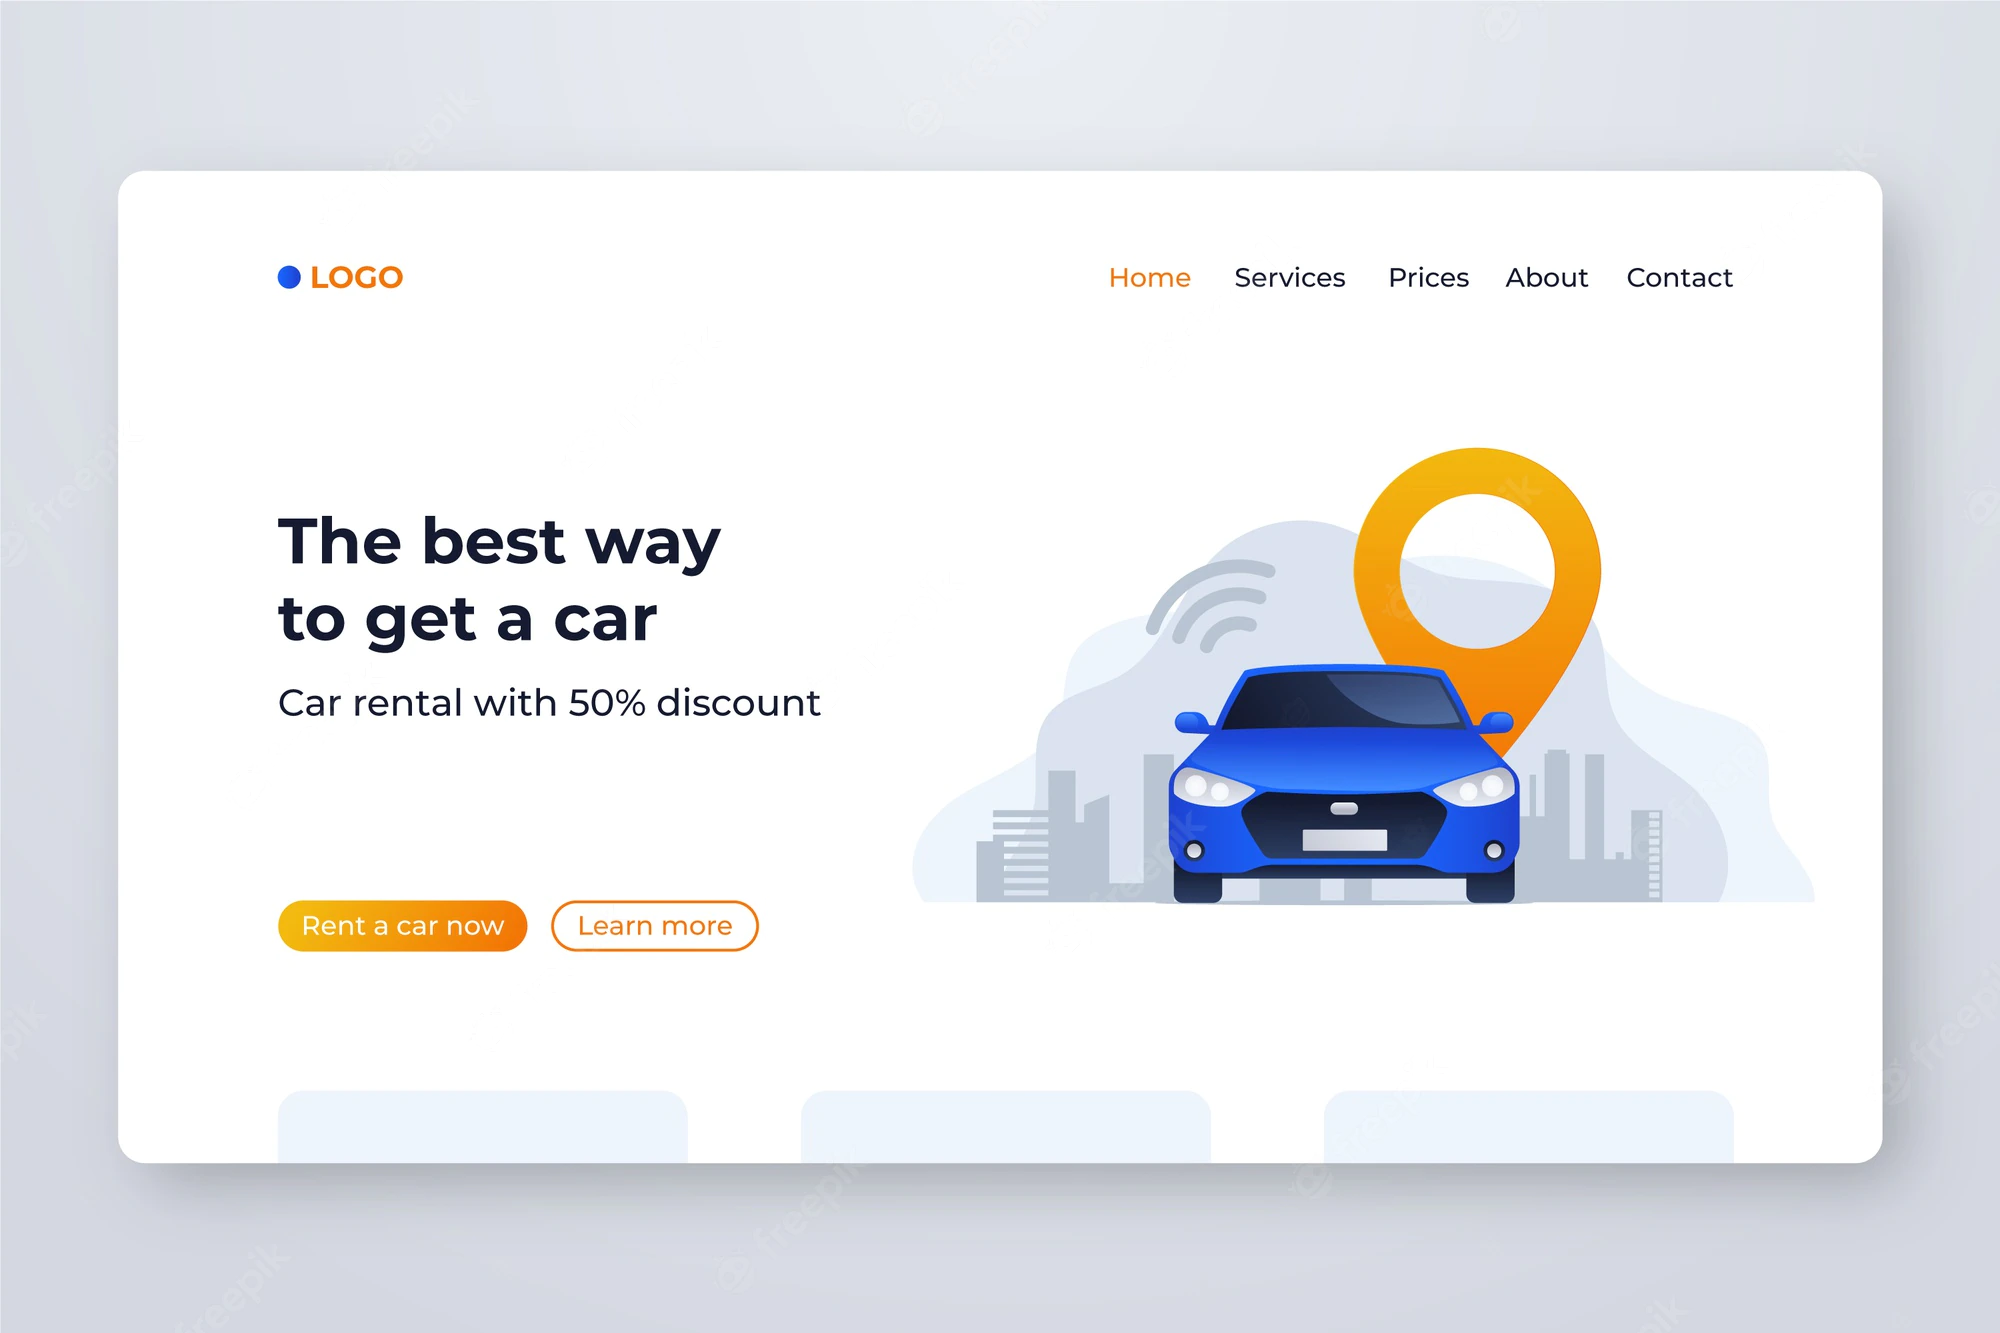 LOGO
Home Services Prices About Contact
The best way
to get a car
Car rental with 50% discount
Rent a car now Learn more
freepik